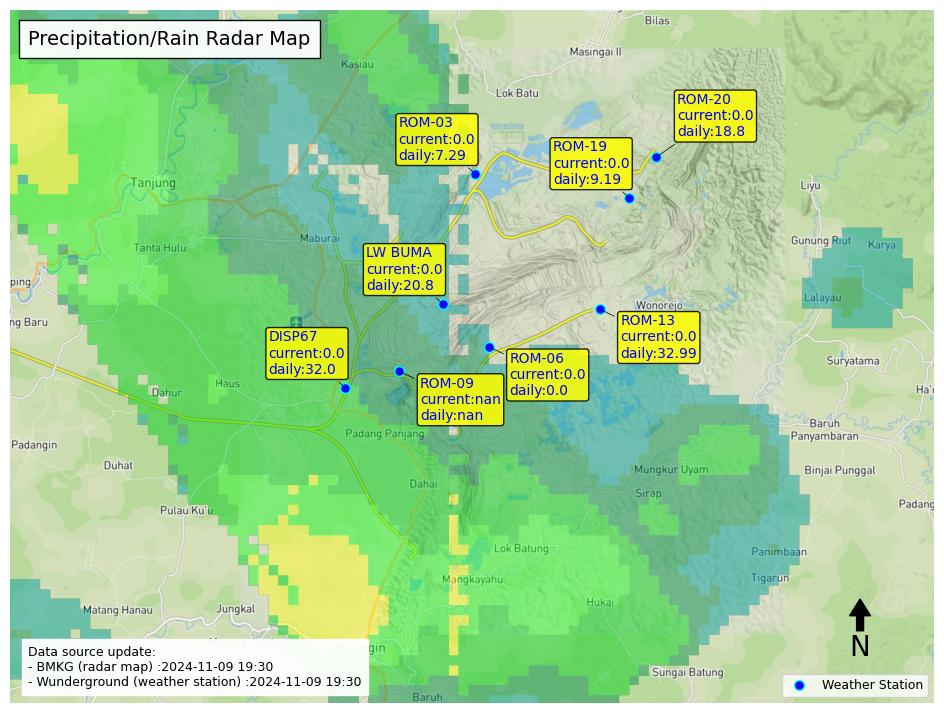 Precipitation/Rain Radar Map
Bilas
Masingai II
Kasiau
Lok Batu
ROM-20
current:0.0
daily:18.8
ROM-03
current:0.0
daily:7.29
ROM-19
current:0.0
daily:9.19
Tanjung
Liyu
Maburai
Tanta Hulu
Gunung Riut
Karya
LW BUMA
current:0.0
daily:20.8
ping
Lalayau
Wonorejo
ng Baru
ROM-13
current:0.0
daily:32.99
DISP67
current:0.0
daily:32.0
ROM-06
current:0.0
daily:0.0
Suryatama
Haus
Dahur
ROM-09
current:nan
daily:nan
Ha'
Baruh
Panyambaran
Padang Panjang
Padangin
Duhat
Mungkur Uyam
Binjai Punggal
Dahai
Sirap
Pulau Ku'u
Padang
Lok Batung
Panimbaan
Mangkayahu
Tigarun
Hukai
Matang Hanau
Jungkal
gin
Sungai Batung
Baruh
N
Data source update:
- BMKG (radar map) :2024-11-09 19:30
- Wunderground (weather station) :2024-11-09 19:30
Weather Station